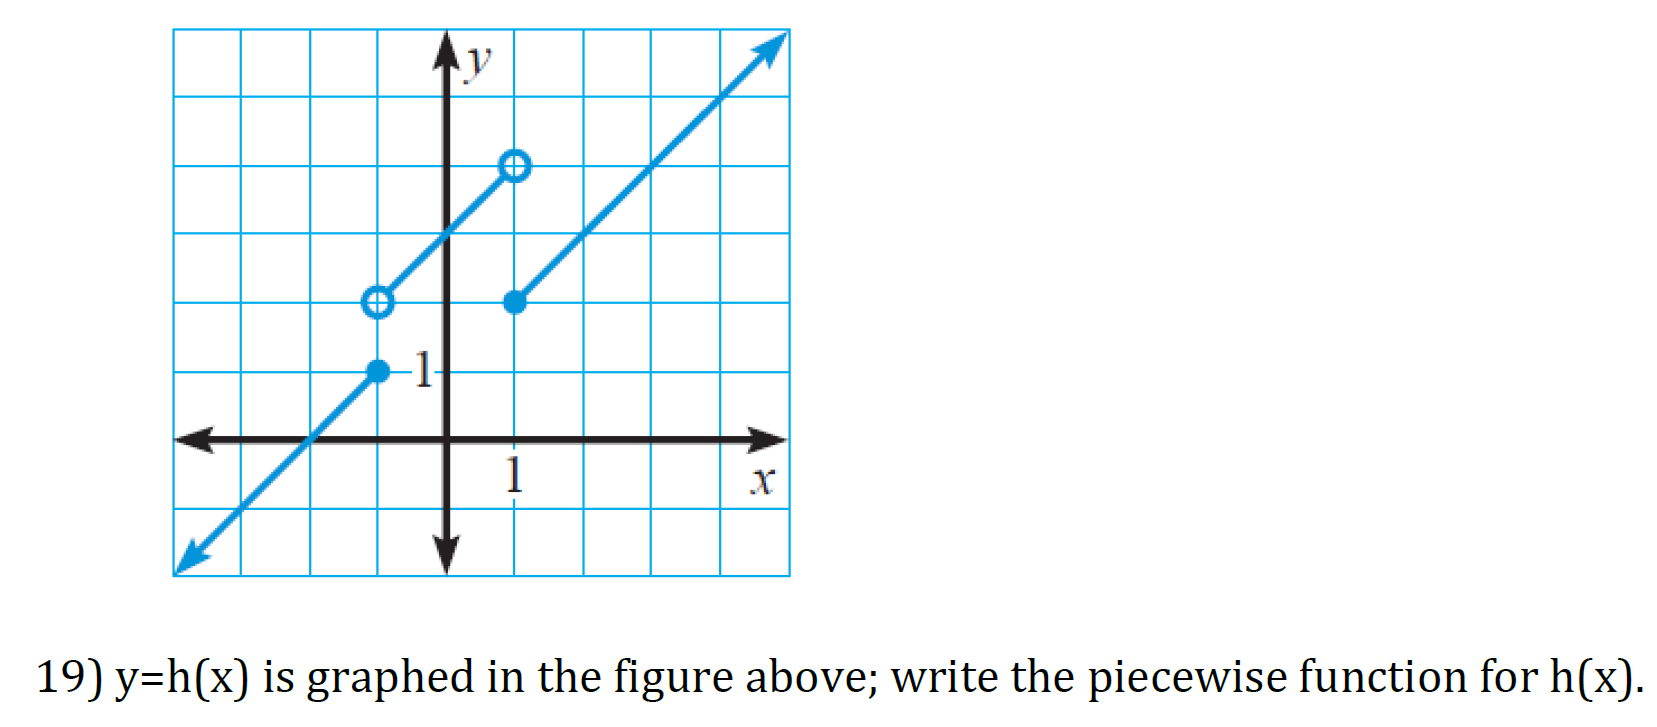 y
1
1
x
19) y=h(x) is graphed in the figure above; write the piecewise function for h(x).